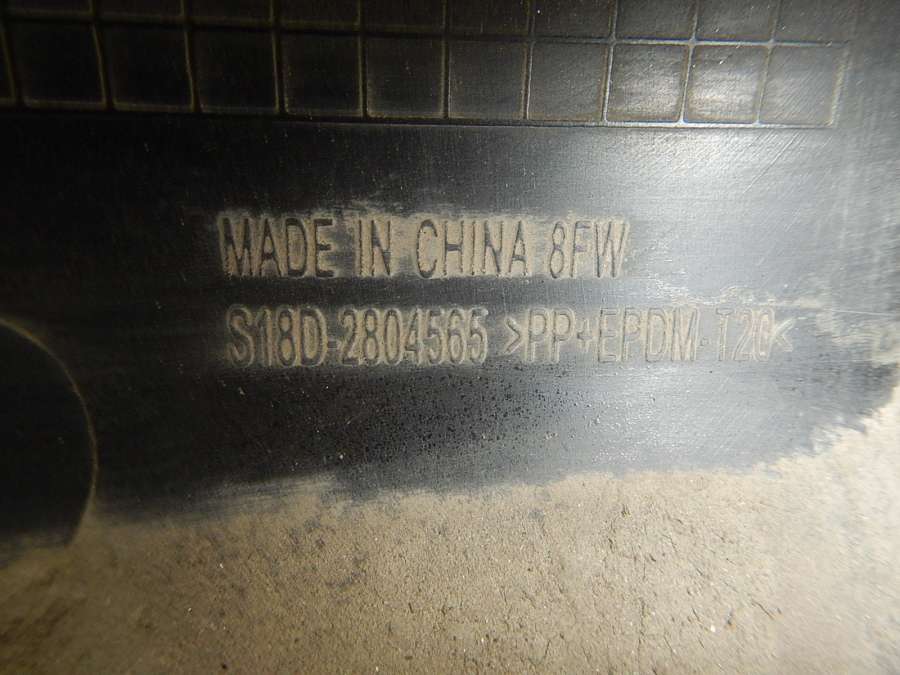 MADE IN CHINA 8FW
S18D-2804565 >PP+EPDM-T20<